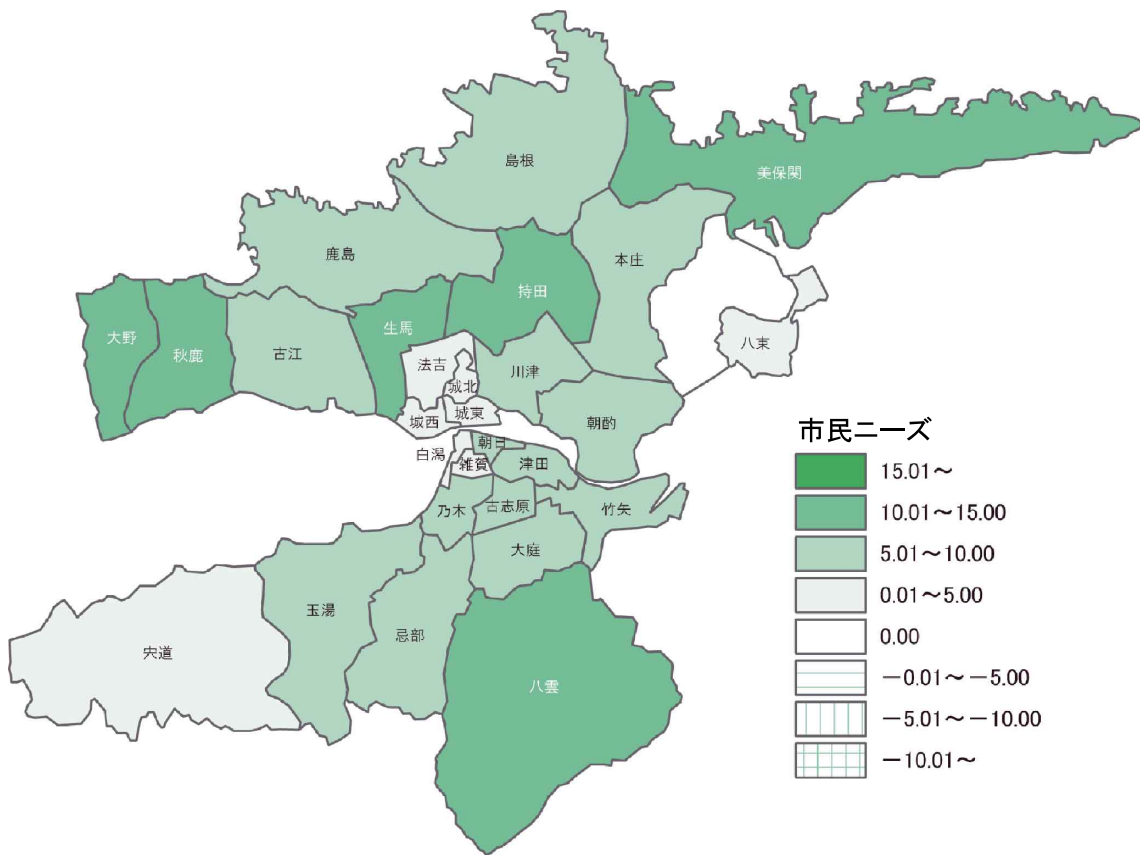 島根
美保関
鹿島
本庄
持田
大野
秋鹿
古江
生馬
法吉
城北
川津
八束
城西
城東
朝酌
白潟
朝日
雑賀
津田
乃木
古志原
竹矢
大庭
玉湯
忌部
宍道
八雲
市民ニーズ
15.01~
10.01~15.00
5.01~10.00
0.01~5.00
0.00
-0.01~-5.00
-5.01~-10.00
-10.01~